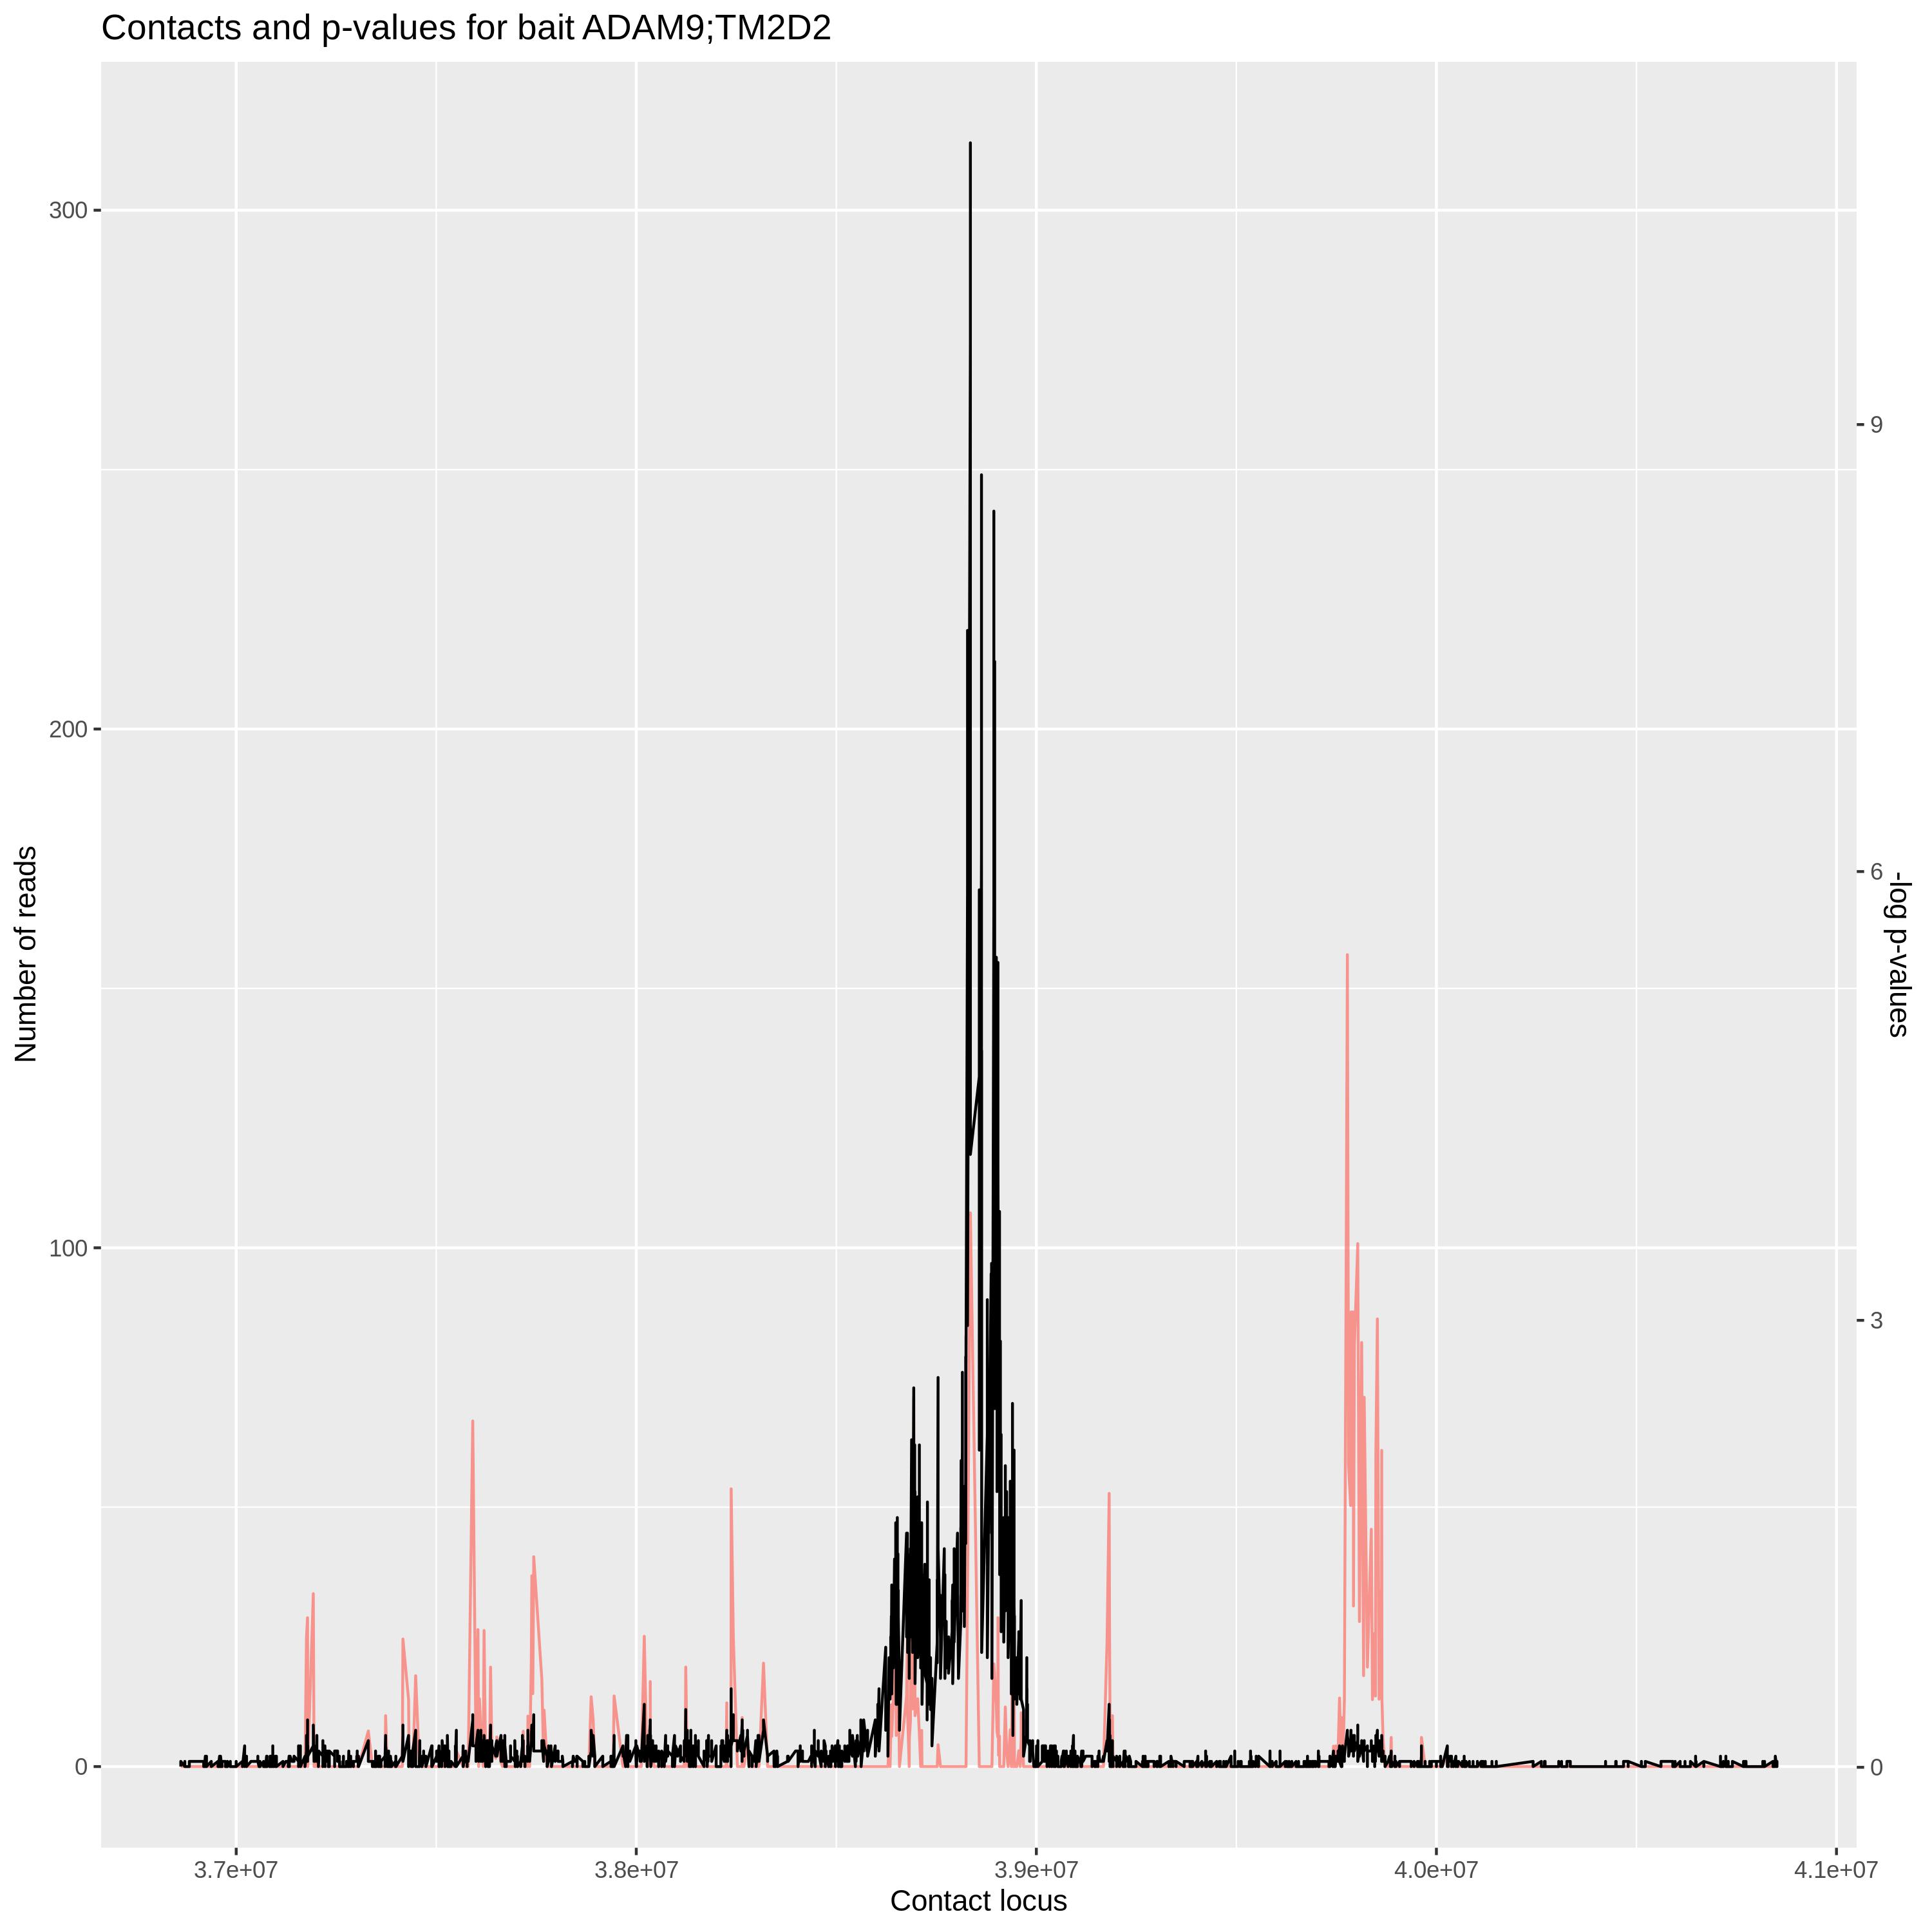 Contacts and p-values for bait ADAM9;TM2D2
300
200
100
0
Number of reads
9
6
3
0
-log p-values
3.7e+07
3.8e+07
3.9e+07
4.0e+07
4.1e+07
Contact locus